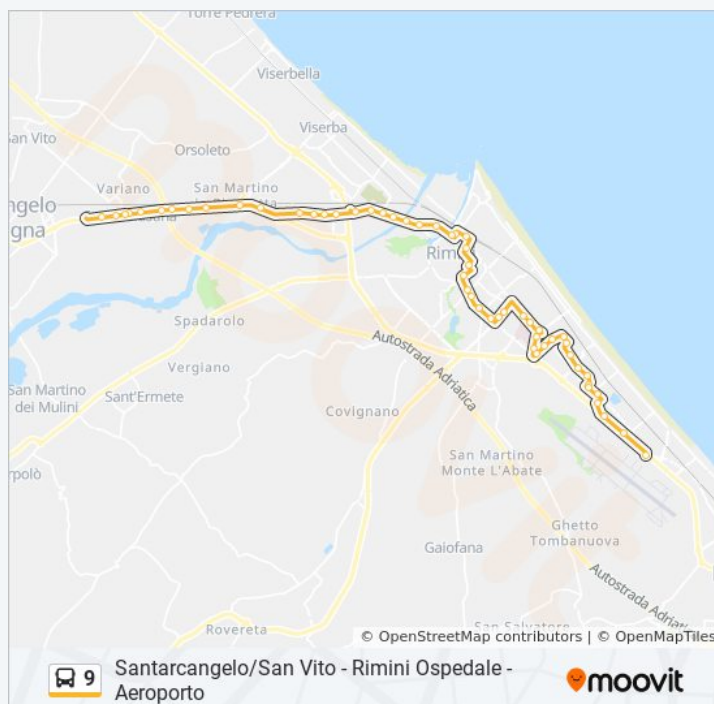 Torre Pedrera
Viserbella
Viserba
San Vito
Orsoleto
Variano
San Martino
ngelo
gna
Rim
Spadarolo
Autostrada Adriatica
Vergiano
San Martino
dei Mulini
Sant'Ermete
Covignano
San Martino
Monte L'Abate
rpolò
Ghetto
Tombanuova
Gaiofana
Autostrada Adriati
San Salvatore
Rovereta
© OpenStreetMap contributors | © OpenMapTiles
9 Santarcangelo/San Vito - Rimini Ospedale -
Aeroporto
moovit